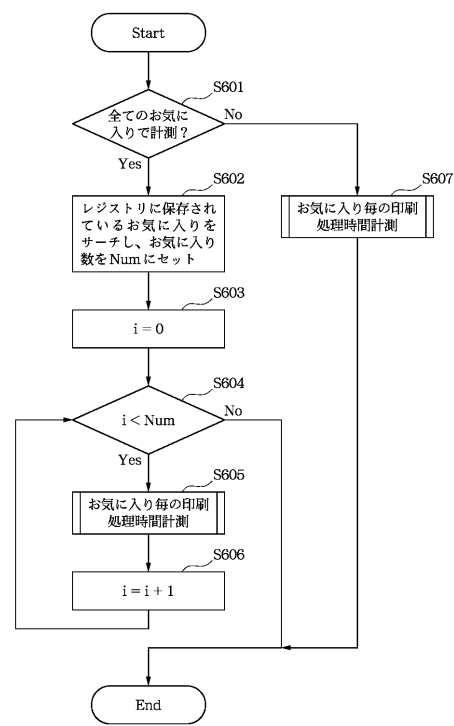 Start
S601
全てのお気に
入りで計測？
No
Yes
S602
レジストリに保存され
ているお気に入りを
サーチし、お気に入り
数をNumにセット
S607
お気に入り毎の印刷
処理時間計測
S603
i = 0
S604
i < Num
No
Yes
S605
お気に入り毎の印刷
処理時間計測
S606
i = i + 1
End